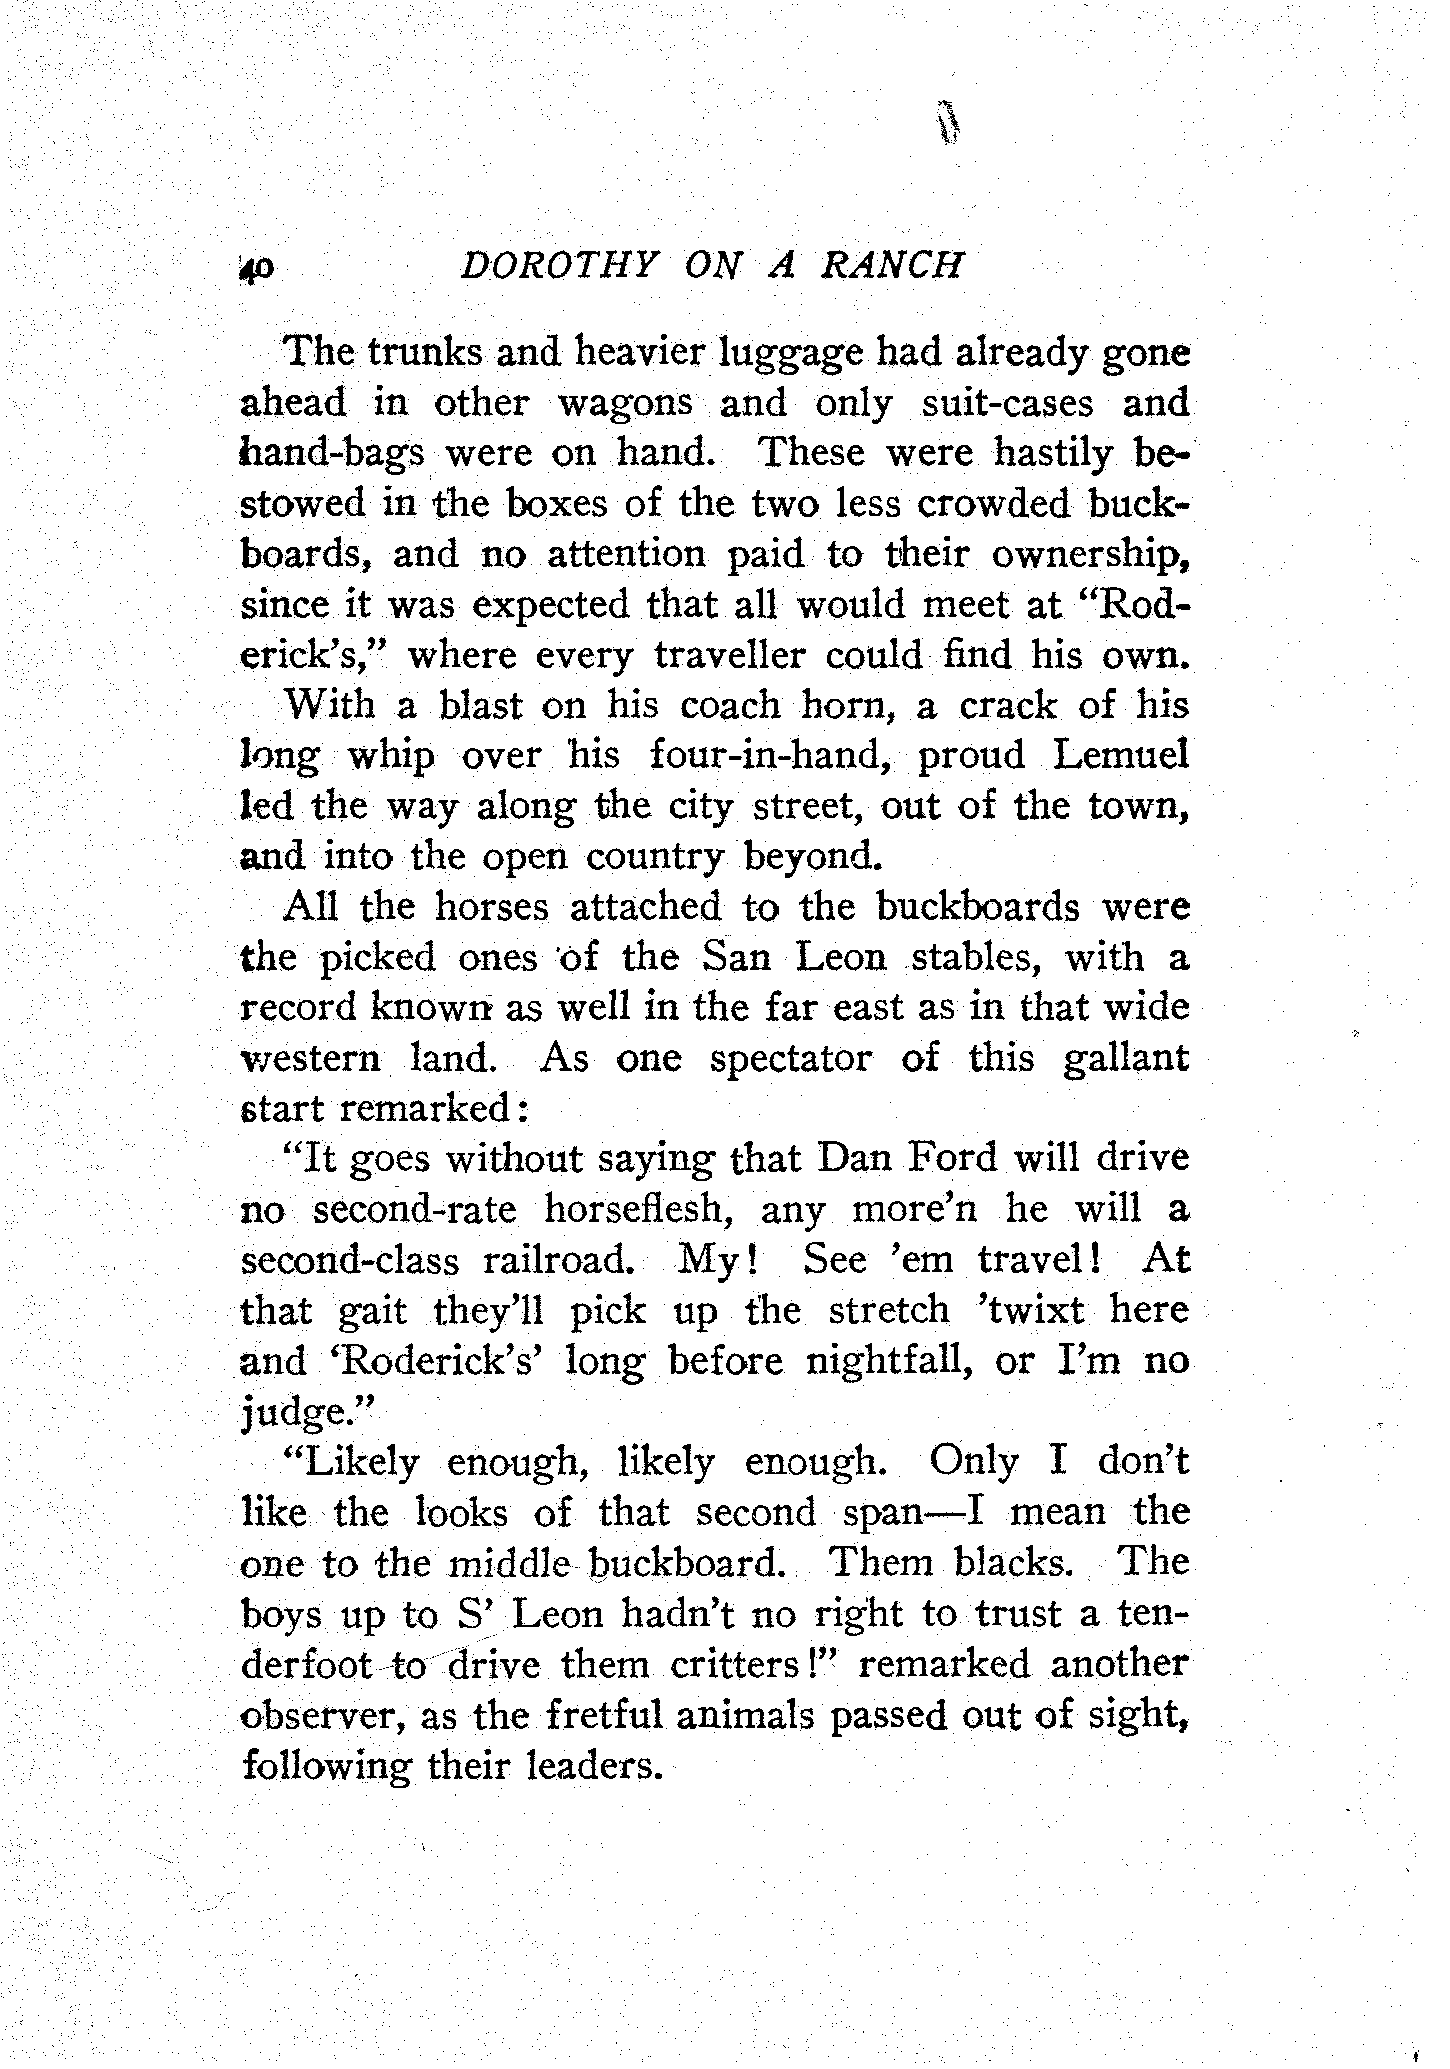 40 DOROTHY ON A RANCH
The trunks and heavier luggage had already gone
ahead in other wagons and only suit-cases and
hand-bags were on hand. These were hastily be-
stowed in the boxes of the two less crowded buck-
boards, and no attention paid to their ownership,
since it was expected that all would meet at “Rod-
erick’s,” where every traveller could find his own.
With a blast on his coach horn, a crack of his
long whip over his four-in-hand, proud Lemuel
led the way along the city street, out of the town,
and into the open country beyond.
All the horses attached to the buckboards were
the picked ones of the San Leon stables, with a
record known as well in the far east as in that wide
western land. As one spectator of this gallant
start remarked:
“It goes without saying that Dan Ford will drive
no second-rate horseflesh, any more’n he will a
second-class railroad. My! See ’em travel! At
that gait they’ll pick up the stretch ’twixt here
and ‘Roderick’s’ long before nightfall, or I’m no
judge.”
“Likely enough, likely enough. Only I don’t
like the looks of that second span—I mean the
one to the middle buckboard. Them blacks. The
boys up to S’ Leon hadn’t no right to trust a ten-
derfoot to drive them critters!” remarked another
observer, as the fretful animals passed out of sight,
following their leaders.